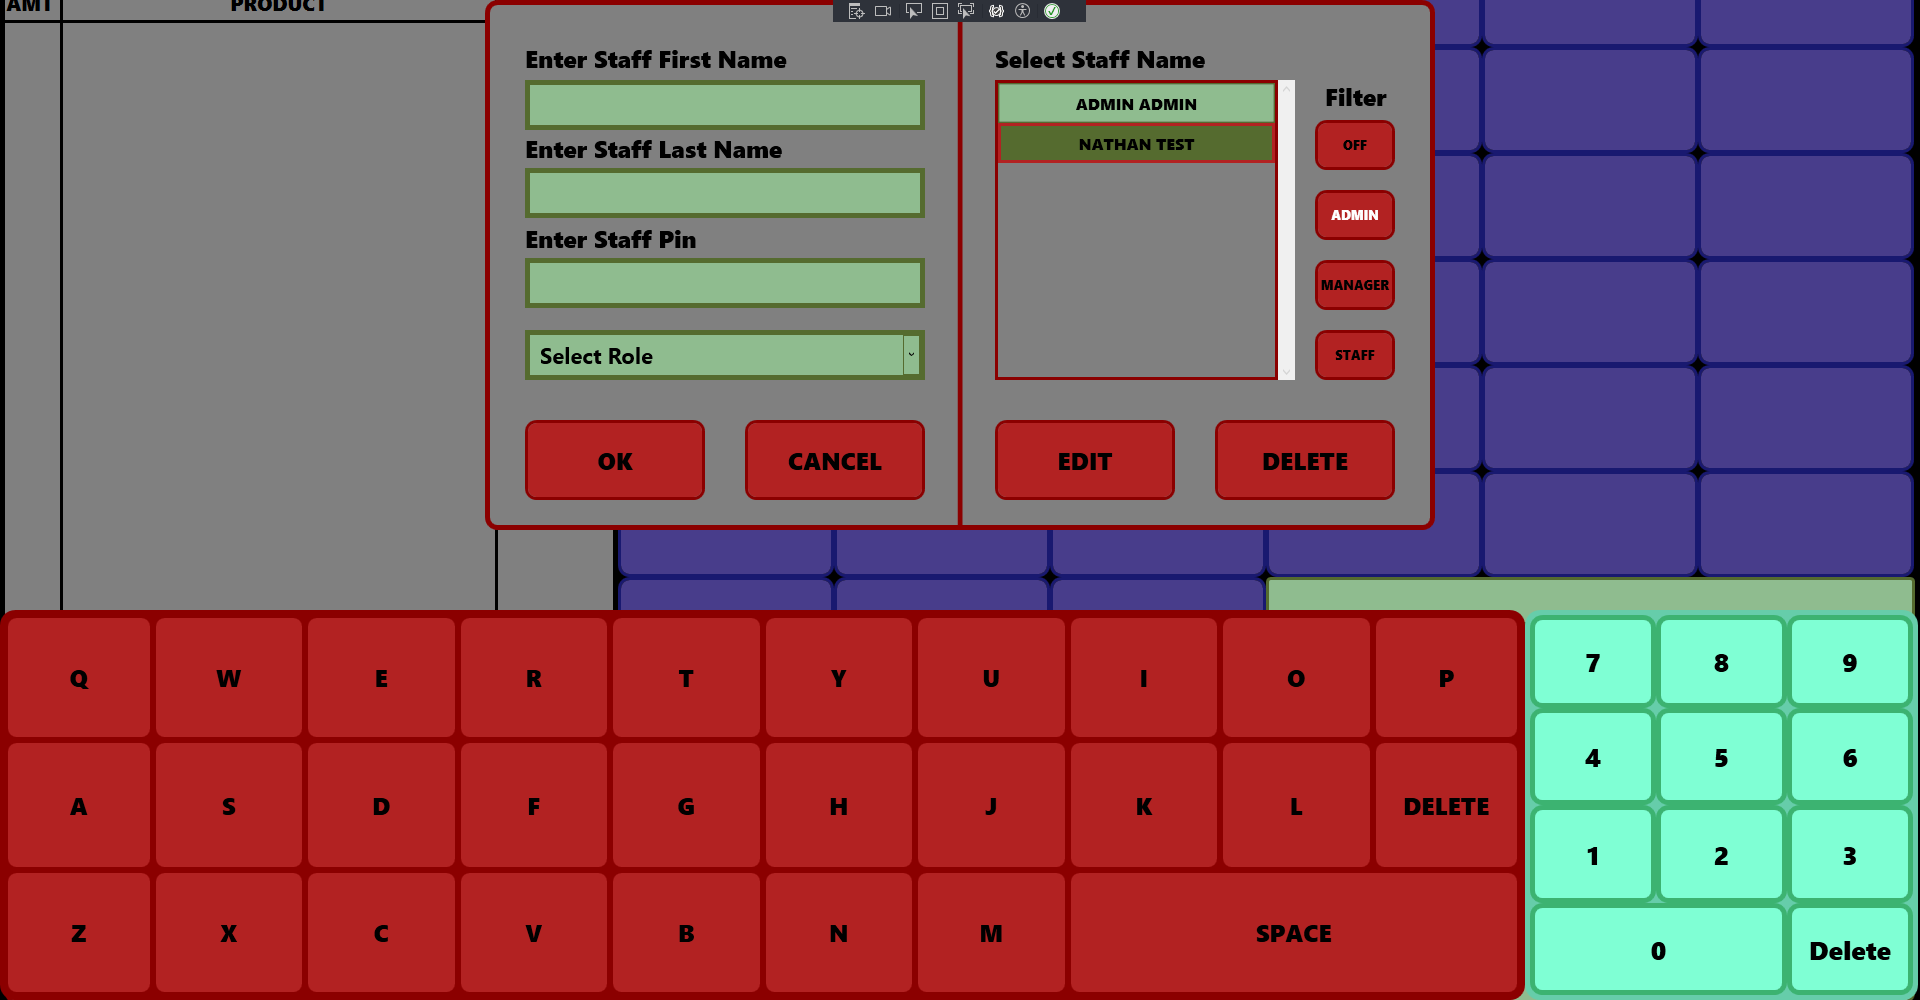 AMT PRODUCT
Enter Staff First Name
Enter Staff Last Name
Enter Staff Pin
Select Role
OK CANCEL
Select Staff Name
ADMIN ADMIN
NATHAN TEST
Filter
OFF
ADMIN
MANAGER
STAFF
EDIT DELETE
Q W E R T Y U I O P
A S D F G H J K L DELETE
Z X C V B N M SPACE
7 8 9
4 5 6
1 2 3
0 Delete